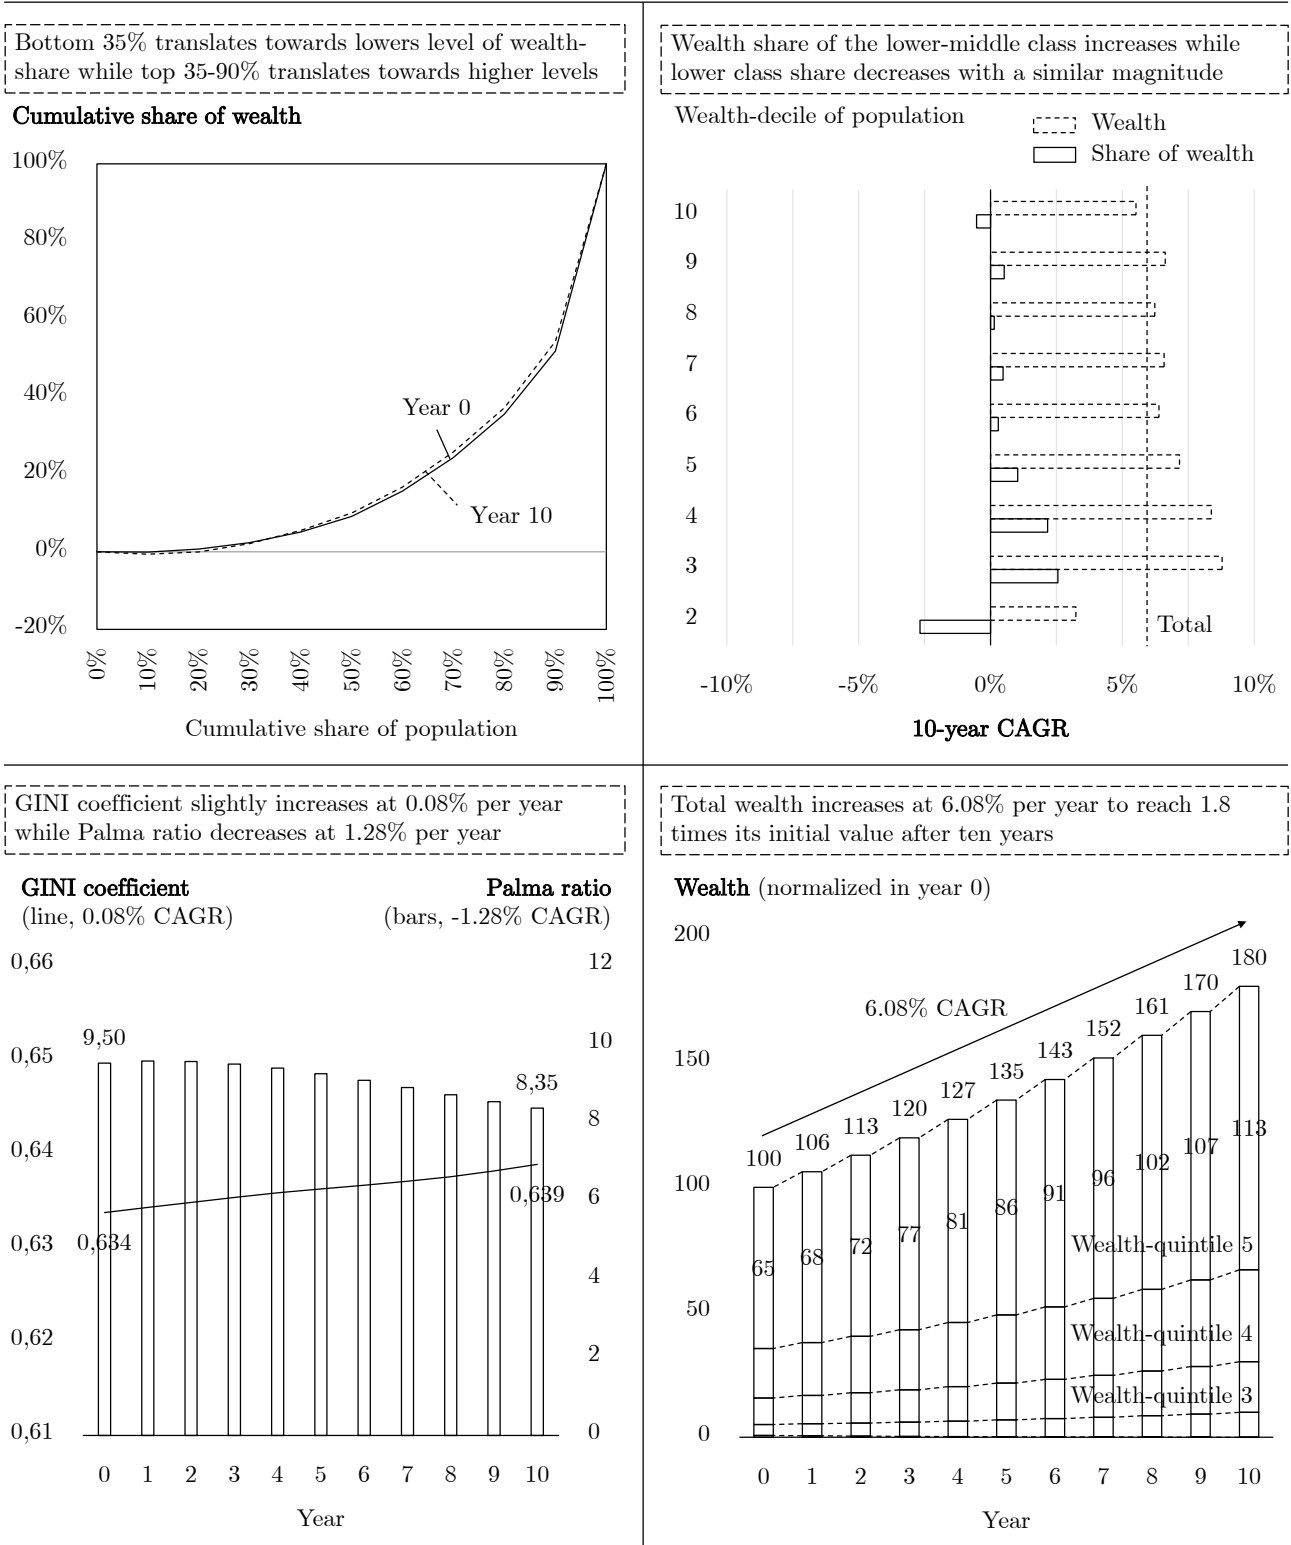 Bottom 35% translates towards lowers level of wealth-
share while top 35-90% translates towards higher levels
Cumulative share of wealth
100%
80%
60%
40%
20%
0%
-20%
Year 0
Year 10
0%
10%
20%
30%
40%
50%
60%
70%
80%
90%
100%
Cumulative share of population
Wealth share of the lower-middle class increases while
lower class share decreases with a similar magnitude
Wealth-decile of population
Wealth
Share of wealth
10
9
8
7
6
5
4
3
2
Total
-10%
-5%
0%
5%
10%
10-year CAGR
GINI coefficient slightly increases at 0.08% per year
while Palma ratio decreases at 1.28% per year
GINI coefficient
(line, 0.08% CAGR)
Palma ratio
(bars, -1.28% CAGR)
0,66
0,65
0,64
0,63
0,62
0,61
12
10
8
6
4
2
0
9,50
8,35
0,634
0,639
0 1 2 3 4 5 6 7 8 9 10
Year
Total wealth increases at 6.08% per year to reach 1.8
times its initial value after ten years
Wealth (normalized in year 0)
200
150
100
50
0
6.08% CAGR
100 106 113 120 127 135 143 152 161 170 180
65 68 72 77 81 86 91 96 102 107 113
Wealth-quintile 5
Wealth-quintile 4
Wealth-quintile 3
0 1 2 3 4 5 6 7 8 9 10
Year